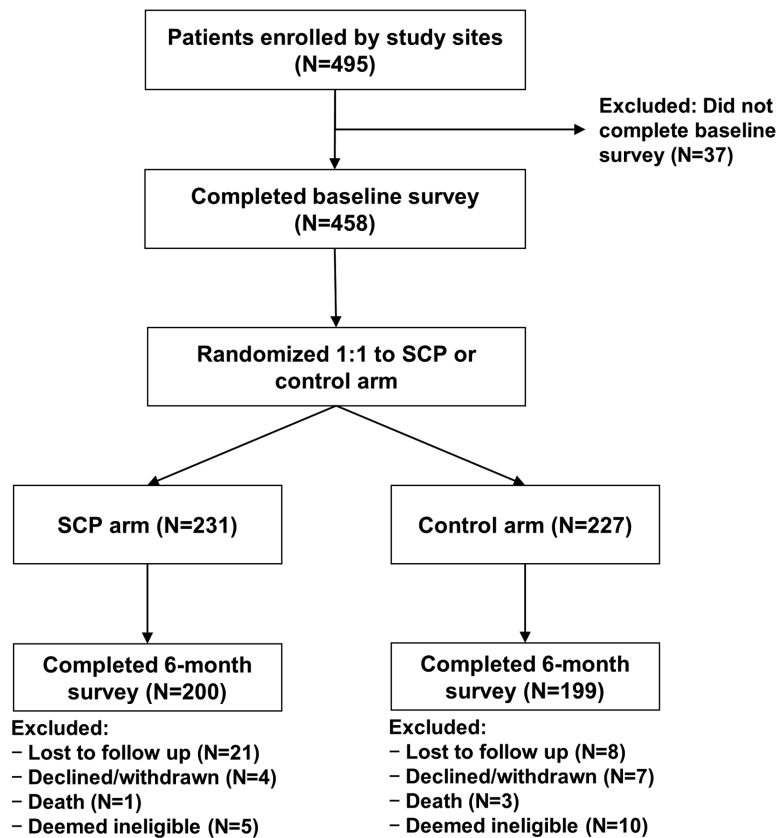 Patients enrolled by study sites
(N=495)
Excluded: Did not
complete baseline
survey (N=37)
Completed baseline survey
(N=458)
Randomized 1:1 to SCP or
control arm
SCP arm (N=231)
Control arm (N=227)
Completed 6-month
survey (N=200)
Excluded:
− Lost to follow up (N=21)
− Declined/withdrawn (N=4)
− Death (N=1)
− Deemed ineligible (N=5)
Completed 6-month
survey (N=199)
Excluded:
− Lost to follow up (N=8)
− Declined/withdrawn (N=7)
− Death (N=3)
− Deemed ineligible (N=10)